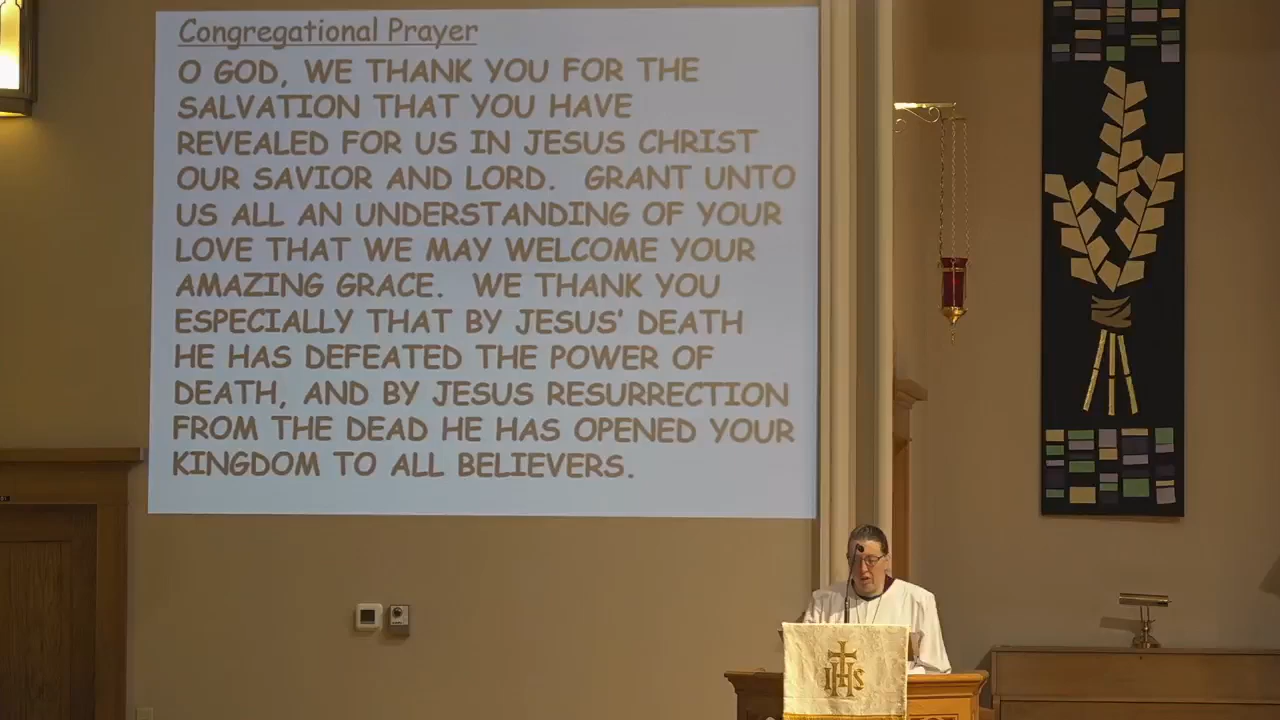 Congregational Prayer
O GOD, WE THANK YOU FOR THE
SALVATION THAT YOU HAVE
REVEALED FOR US IN JESUS CHRIST
OUR SAVIOR AND LORD.  GRANT UNTO
US ALL AN UNDERSTANDING OF YOUR
LOVE THAT WE MAY WELCOME YOUR
AMAZING GRACE.  WE THANK YOU
ESPECIALLY THAT BY JESUS' DEATH
HE HAS DEFEATED THE POWER OF
DEATH, AND BY JESUS RESURRECTION
FROM THE DEAD HE HAS OPENED YOUR
KINGDOM TO ALL BELIEVERS.
IHS